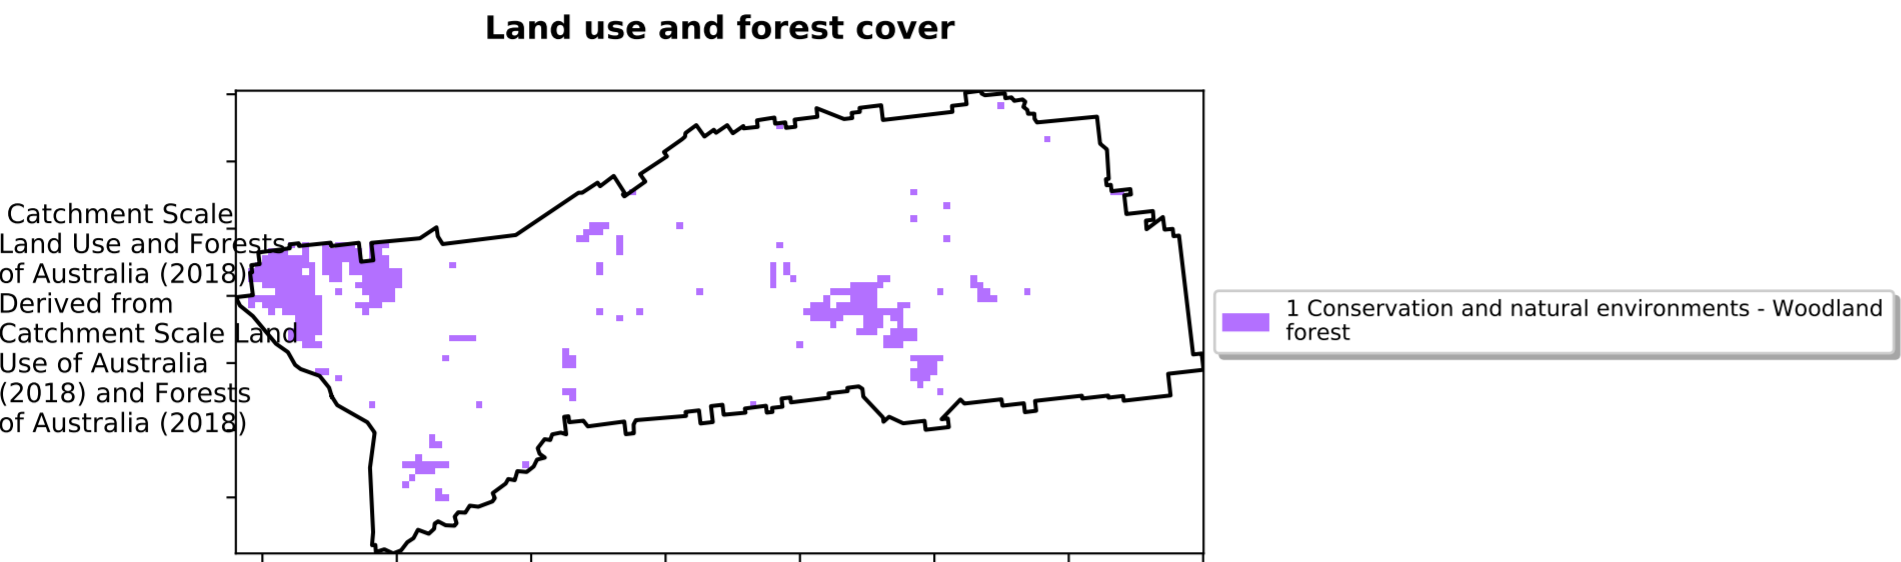 Land use and forest cover
Catchment Scale
Land Use and Forests
of Australia (2018)
Derived from
Catchment Scale Land
Use of Australia
(2018) and Forests
of Australia (2018)
1 Conservation and natural environments - Woodland
forest